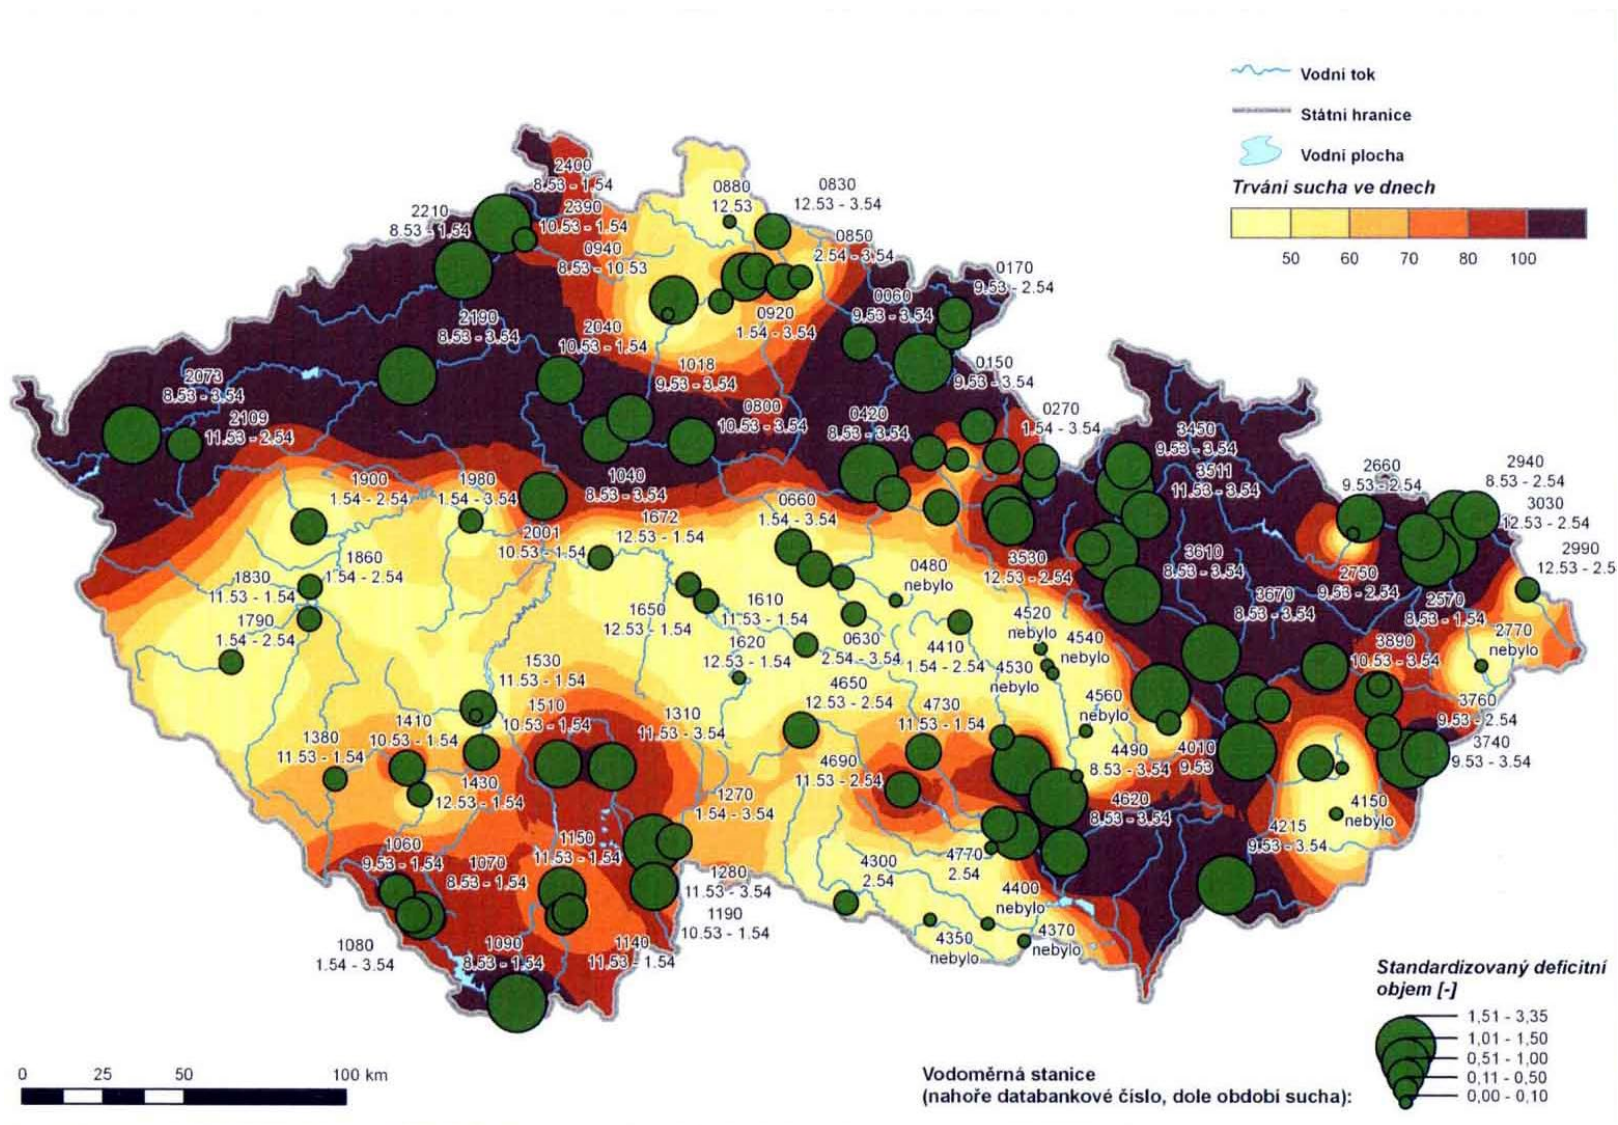 Vodní tok
Státní hranice
Vodní plocha
Trvání sucha ve dnech
50 60 70 80 100
2400
8.53 - 1.54
2390
10.53 - 1.54
0940
8.53 - 10.53
2210
8.53 - 1.54
0880
12.53
0830
12.53 - 3.54
0850
2.54 - 3.54
0170
9.53 - 2.54
0060
9.53 - 3.54
0920
1.54 - 3.54
2190
8.53 - 3.54
2040
10.53 - 1.54
1018
9.53 - 3.54
0150
9.53 - 3.54
2073
8.53 - 3.54
2109
11.53 - 2.54
0800
10.53 - 3.54
0420
8.53 - 3.54
0270
1.54 - 3.54
3450
9.53 - 3.54
3511
11.53 - 3.54
2660
9.53 - 2.54
2940
8.53 - 2.54
3030
12.53 - 2.54
2990
12.53 - 2.5
1900
1.54 - 2.54
1980
1.54 - 3.54
1040
8.53 - 3.54
0660
1.54 - 3.54
1672
12.53 - 1.54
2001
10.53 - 1.54
1860
1.54 - 2.54
1830
11.53 - 1.54
1790
1.54 - 2.54
0480
nebylo
3530
12.53 - 2.54
3610
8.53 - 3.54
3670
8.53 - 3.54
2750
9.53 - 2.54
2570
8.53 - 1.54
2770
nebylo
1650
12.53 - 1.54
1610
11.53 - 1.54
1620
12.53 - 1.54
0630
2.54 - 3.54
4410
1.54 - 2.54
4520
nebylo
4540
nebylo
4530
nebylo
3890
10.53 - 3.54
1530
11.53 - 1.54
1510
10.53 - 1.54
1310
11.53 - 3.54
4650
12.53 - 2.54
4730
11.53 - 1.54
4560
nebylo
3760
9.53 - 2.54
3740
9.53 - 3.54
1410
10.53 - 1.54
1380
11.53 - 1.54
1430
12.53 - 1.54
4690
11.53 - 2.54
4490
8.53 - 3.54
4010
9.53
1270
1.54 - 3.54
4620
8.53 - 3.54
4150
nebylo
4215
9.53 - 3.54
1060
9.53 - 1.54
1070
8.53 - 1.54
1150
11.53 - 1.54
1280
11.53 - 3.54
1190
10.53 - 1.54
4300
2.54
4770
2.54
4400
nebylo
4370
nebylo
4350
nebylo
1080
1.54 - 3.54
1090
8.53 - 1.54
1140
11.53 - 1.54
Standardizovaný deficitní
objem [-]
1,51 - 3,35
1,01 - 1,50
0,51 - 1,00
0,11 - 0,50
0,00 - 0,10
0 25 50 100 km
Vodoměrná stanice
(nahoře databankové číslo, dole období sucha):